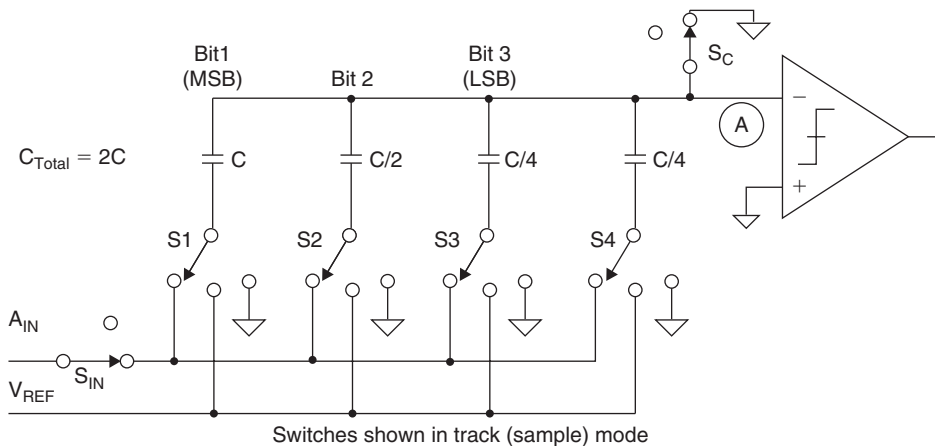 Bit1
(MSB)
Bit 2
Bit 3
(LSB)
S_C
A
−
+
C_Total = 2C
C
C/2
C/4
C/4
S1
S2
S3
S4
A_IN
S_IN
V_REF
Switches shown in track (sample) mode